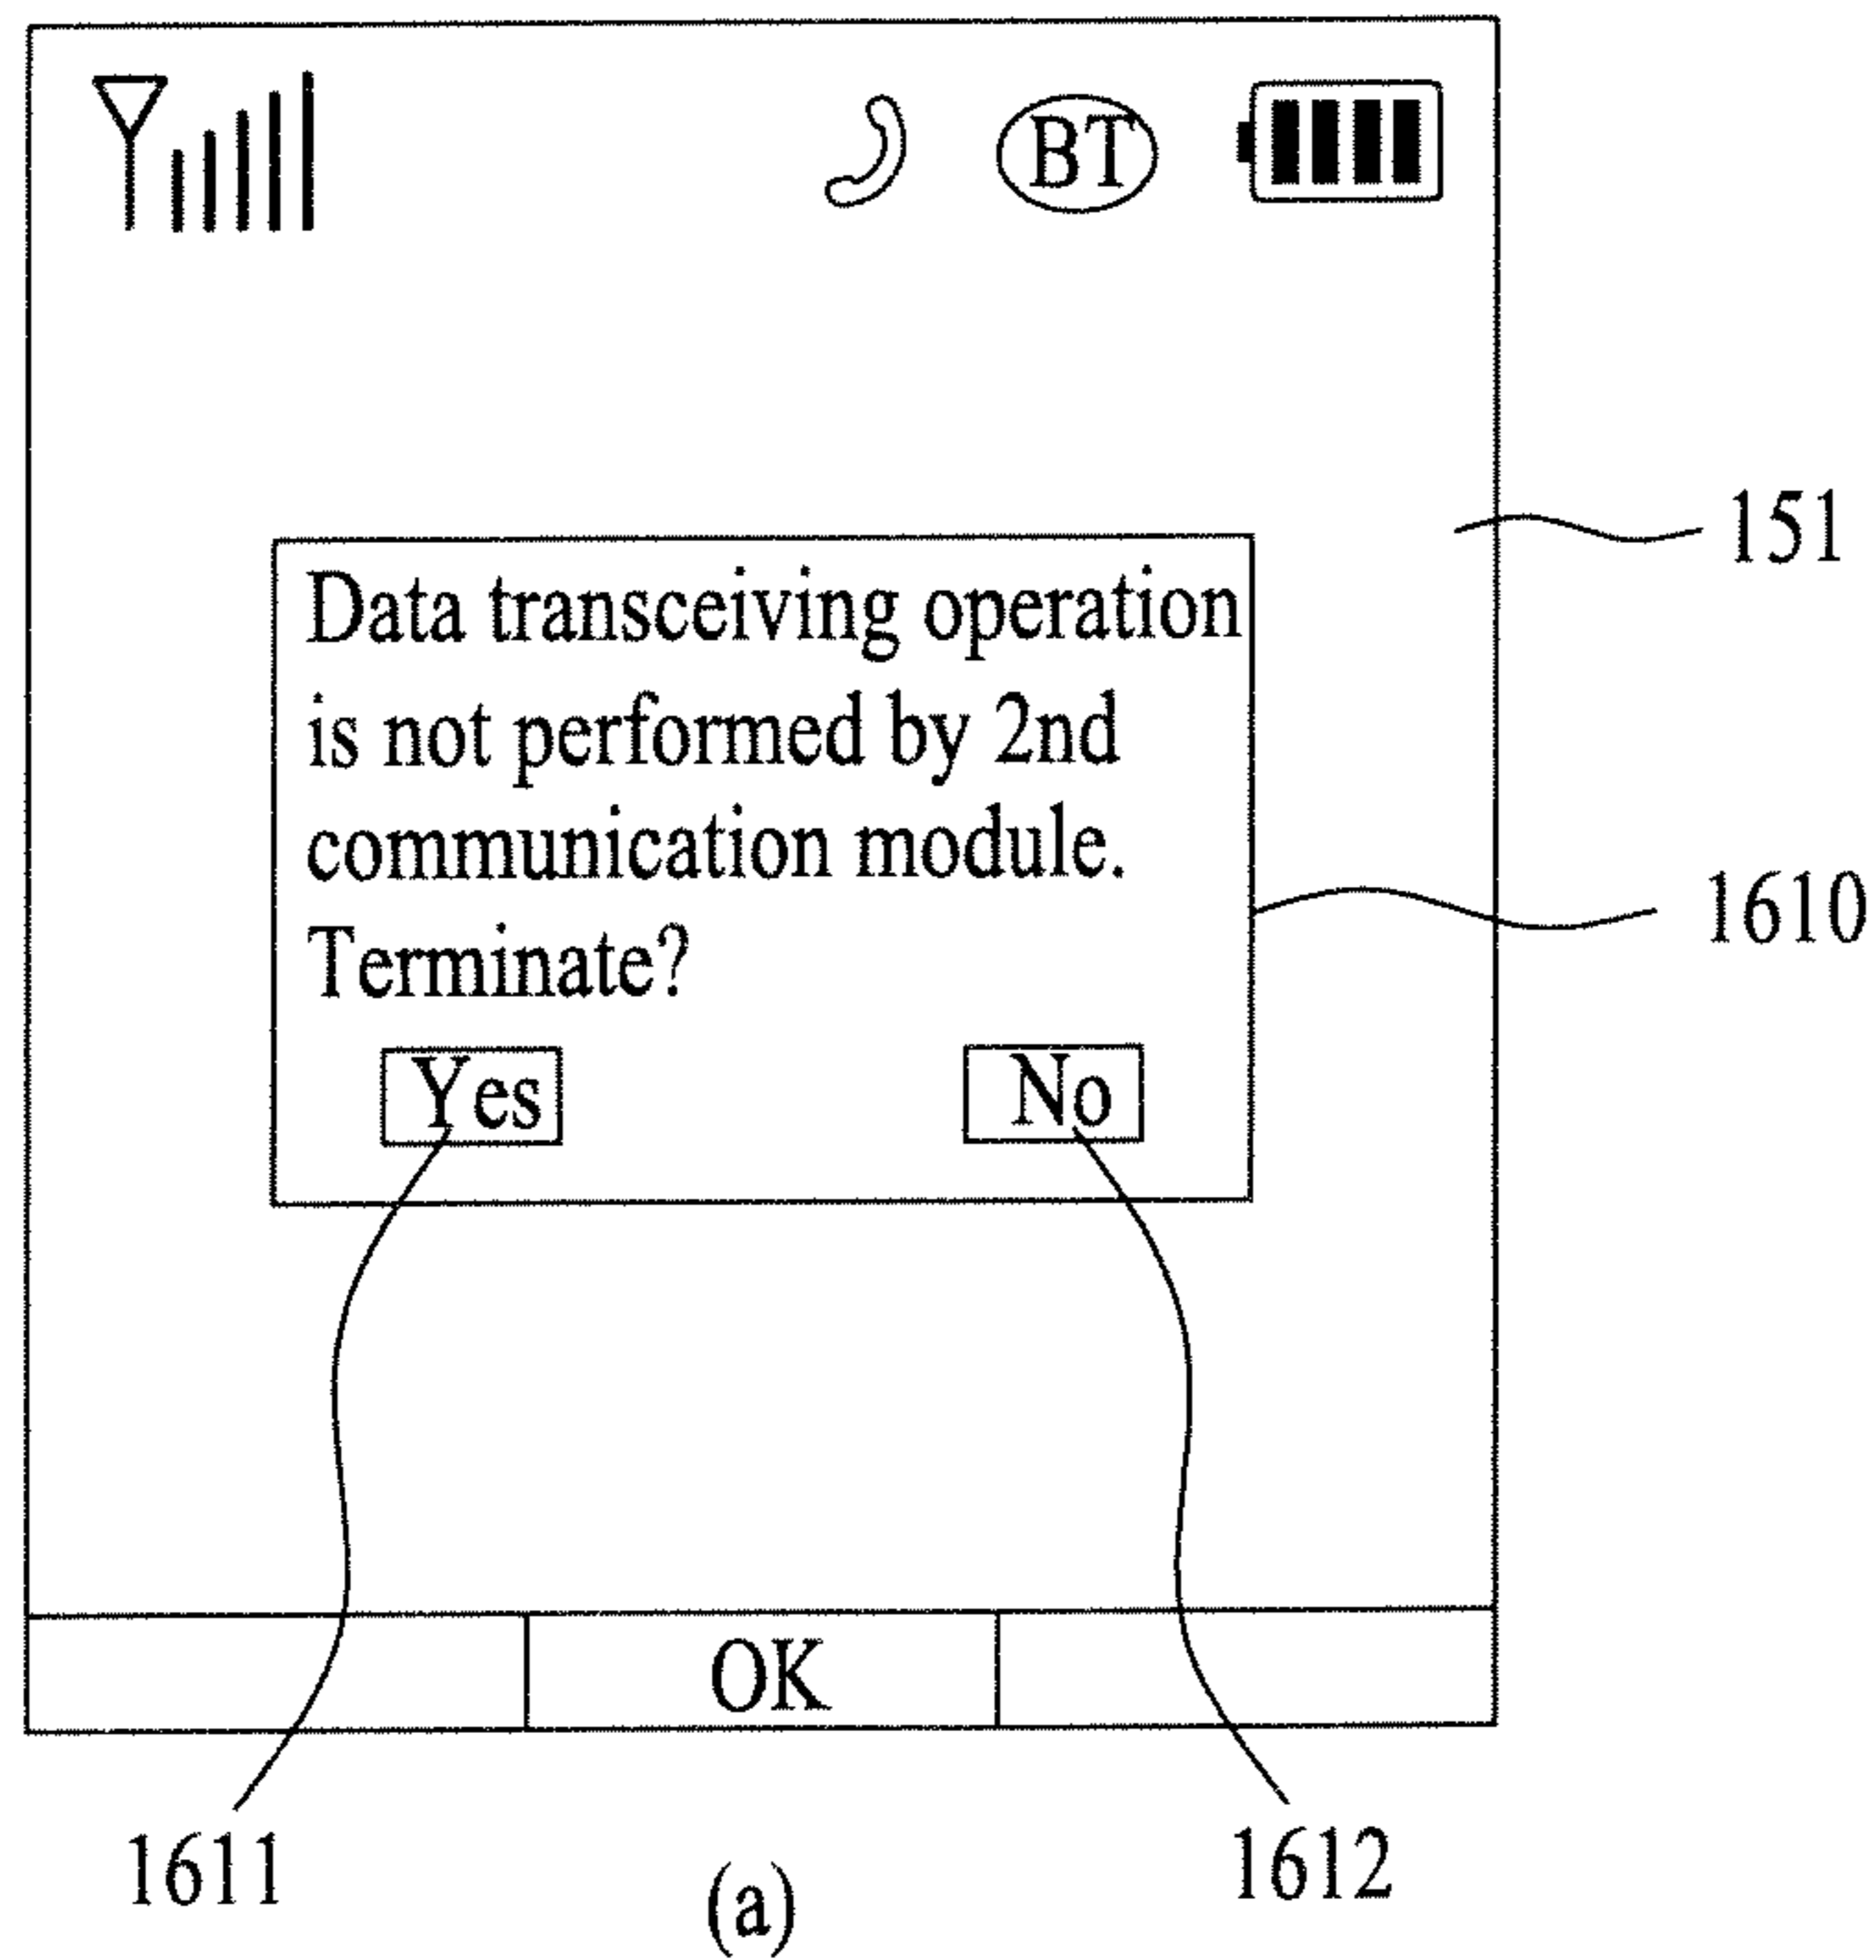 BT
151
Data transceiving operation
is not performed by 2nd
communication module.
Terminate?
1610
Yes No
OK
1611 1612
(a)